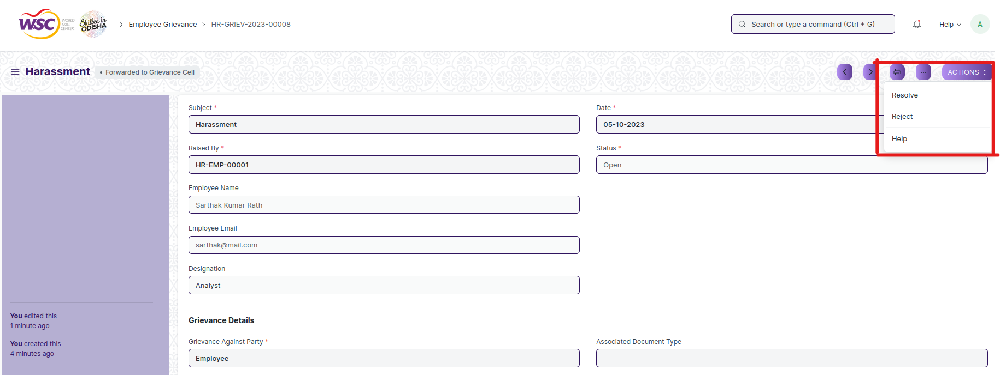 WSC WORLD SKILL CENTER
Skilled in ODISHA
> Employee Grievance > HR-GRIEV-2023-00008
Search or type a command (Ctrl + G)
Help
A
Harassment
• Forwarded to Grievance Cell
... ACTIONS
Resolve
Reject
Help
Subject *
Harassment
Date *
05-10-2023
Raised By *
HR-EMP-00001
Status *
Open
Employee Name
Sarthak Kumar Rath
Employee Email
sarthak@mail.com
Designation
Analyst
You edited this
1 minute ago
You created this
4 minutes ago
Grievance Details
Grievance Against Party *
Employee
Associated Document Type